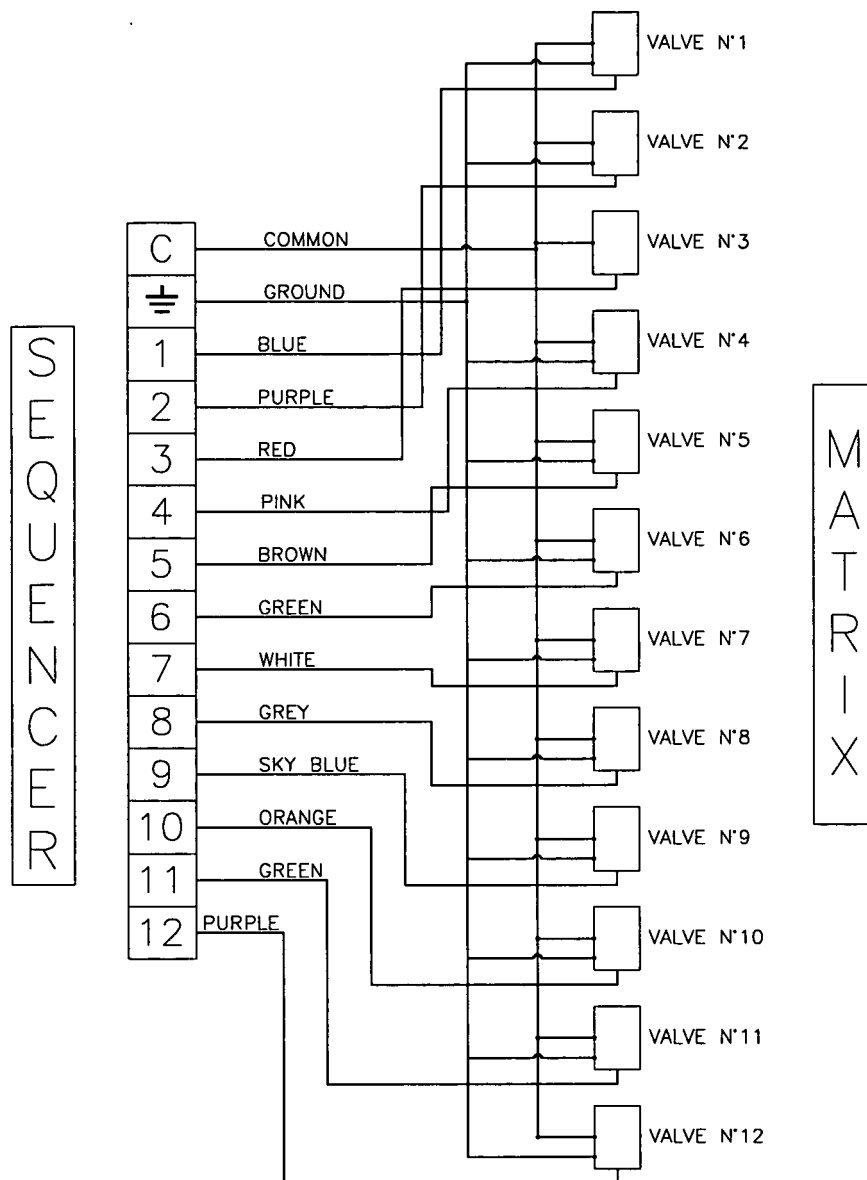 SEQUENCER
C COMMON
GROUND
1 BLUE
2 PURPLE
3 RED
4 PINK
5 BROWN
6 GREEN
7 WHITE
8 GREY
9 SKY BLUE
10 ORANGE
11 GREEN
12 PURPLE
VALVE N°1
VALVE N°2
VALVE N°3
VALVE N°4
VALVE N°5
VALVE N°6
VALVE N°7
VALVE N°8
VALVE N°9
VALVE N°10
VALVE N°11
VALVE N°12
MATRIX